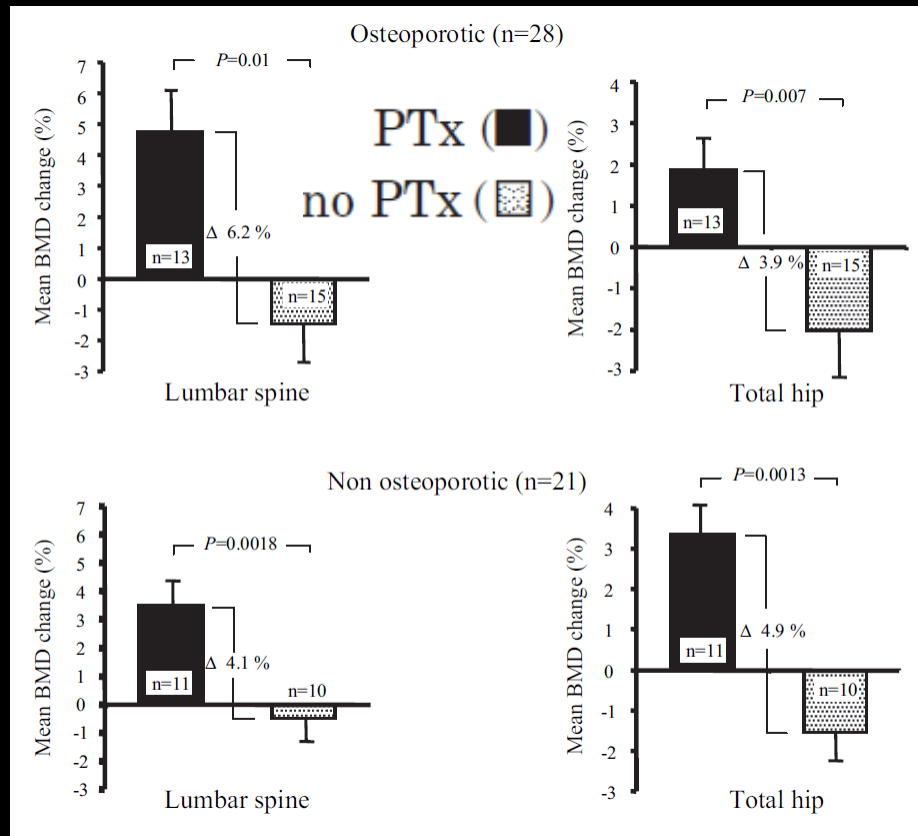 Osteoporotic (n=28)
Mean BMD change (%)
7
6
5
4
3
2
1
0
-1
-2
-3
P=0.01
n=13
Δ 6.2 %
n=15
Lumbar spine
PTx (■)
no PTx (▒)
Mean BMD change (%)
4
3
2
1
0
-1
-2
-3
P=0.007
n=13
Δ 3.9 %
n=15
Total hip
Non osteoporotic (n=21)
Mean BMD change (%)
7
6
5
4
3
2
1
0
-1
-2
-3
P=0.0018
n=11
Δ 4.1 %
n=10
Lumbar spine
Mean BMD change (%)
4
3
2
1
0
-1
-2
-3
P=0.0013
n=11
Δ 4.9 %
n=10
Total hip